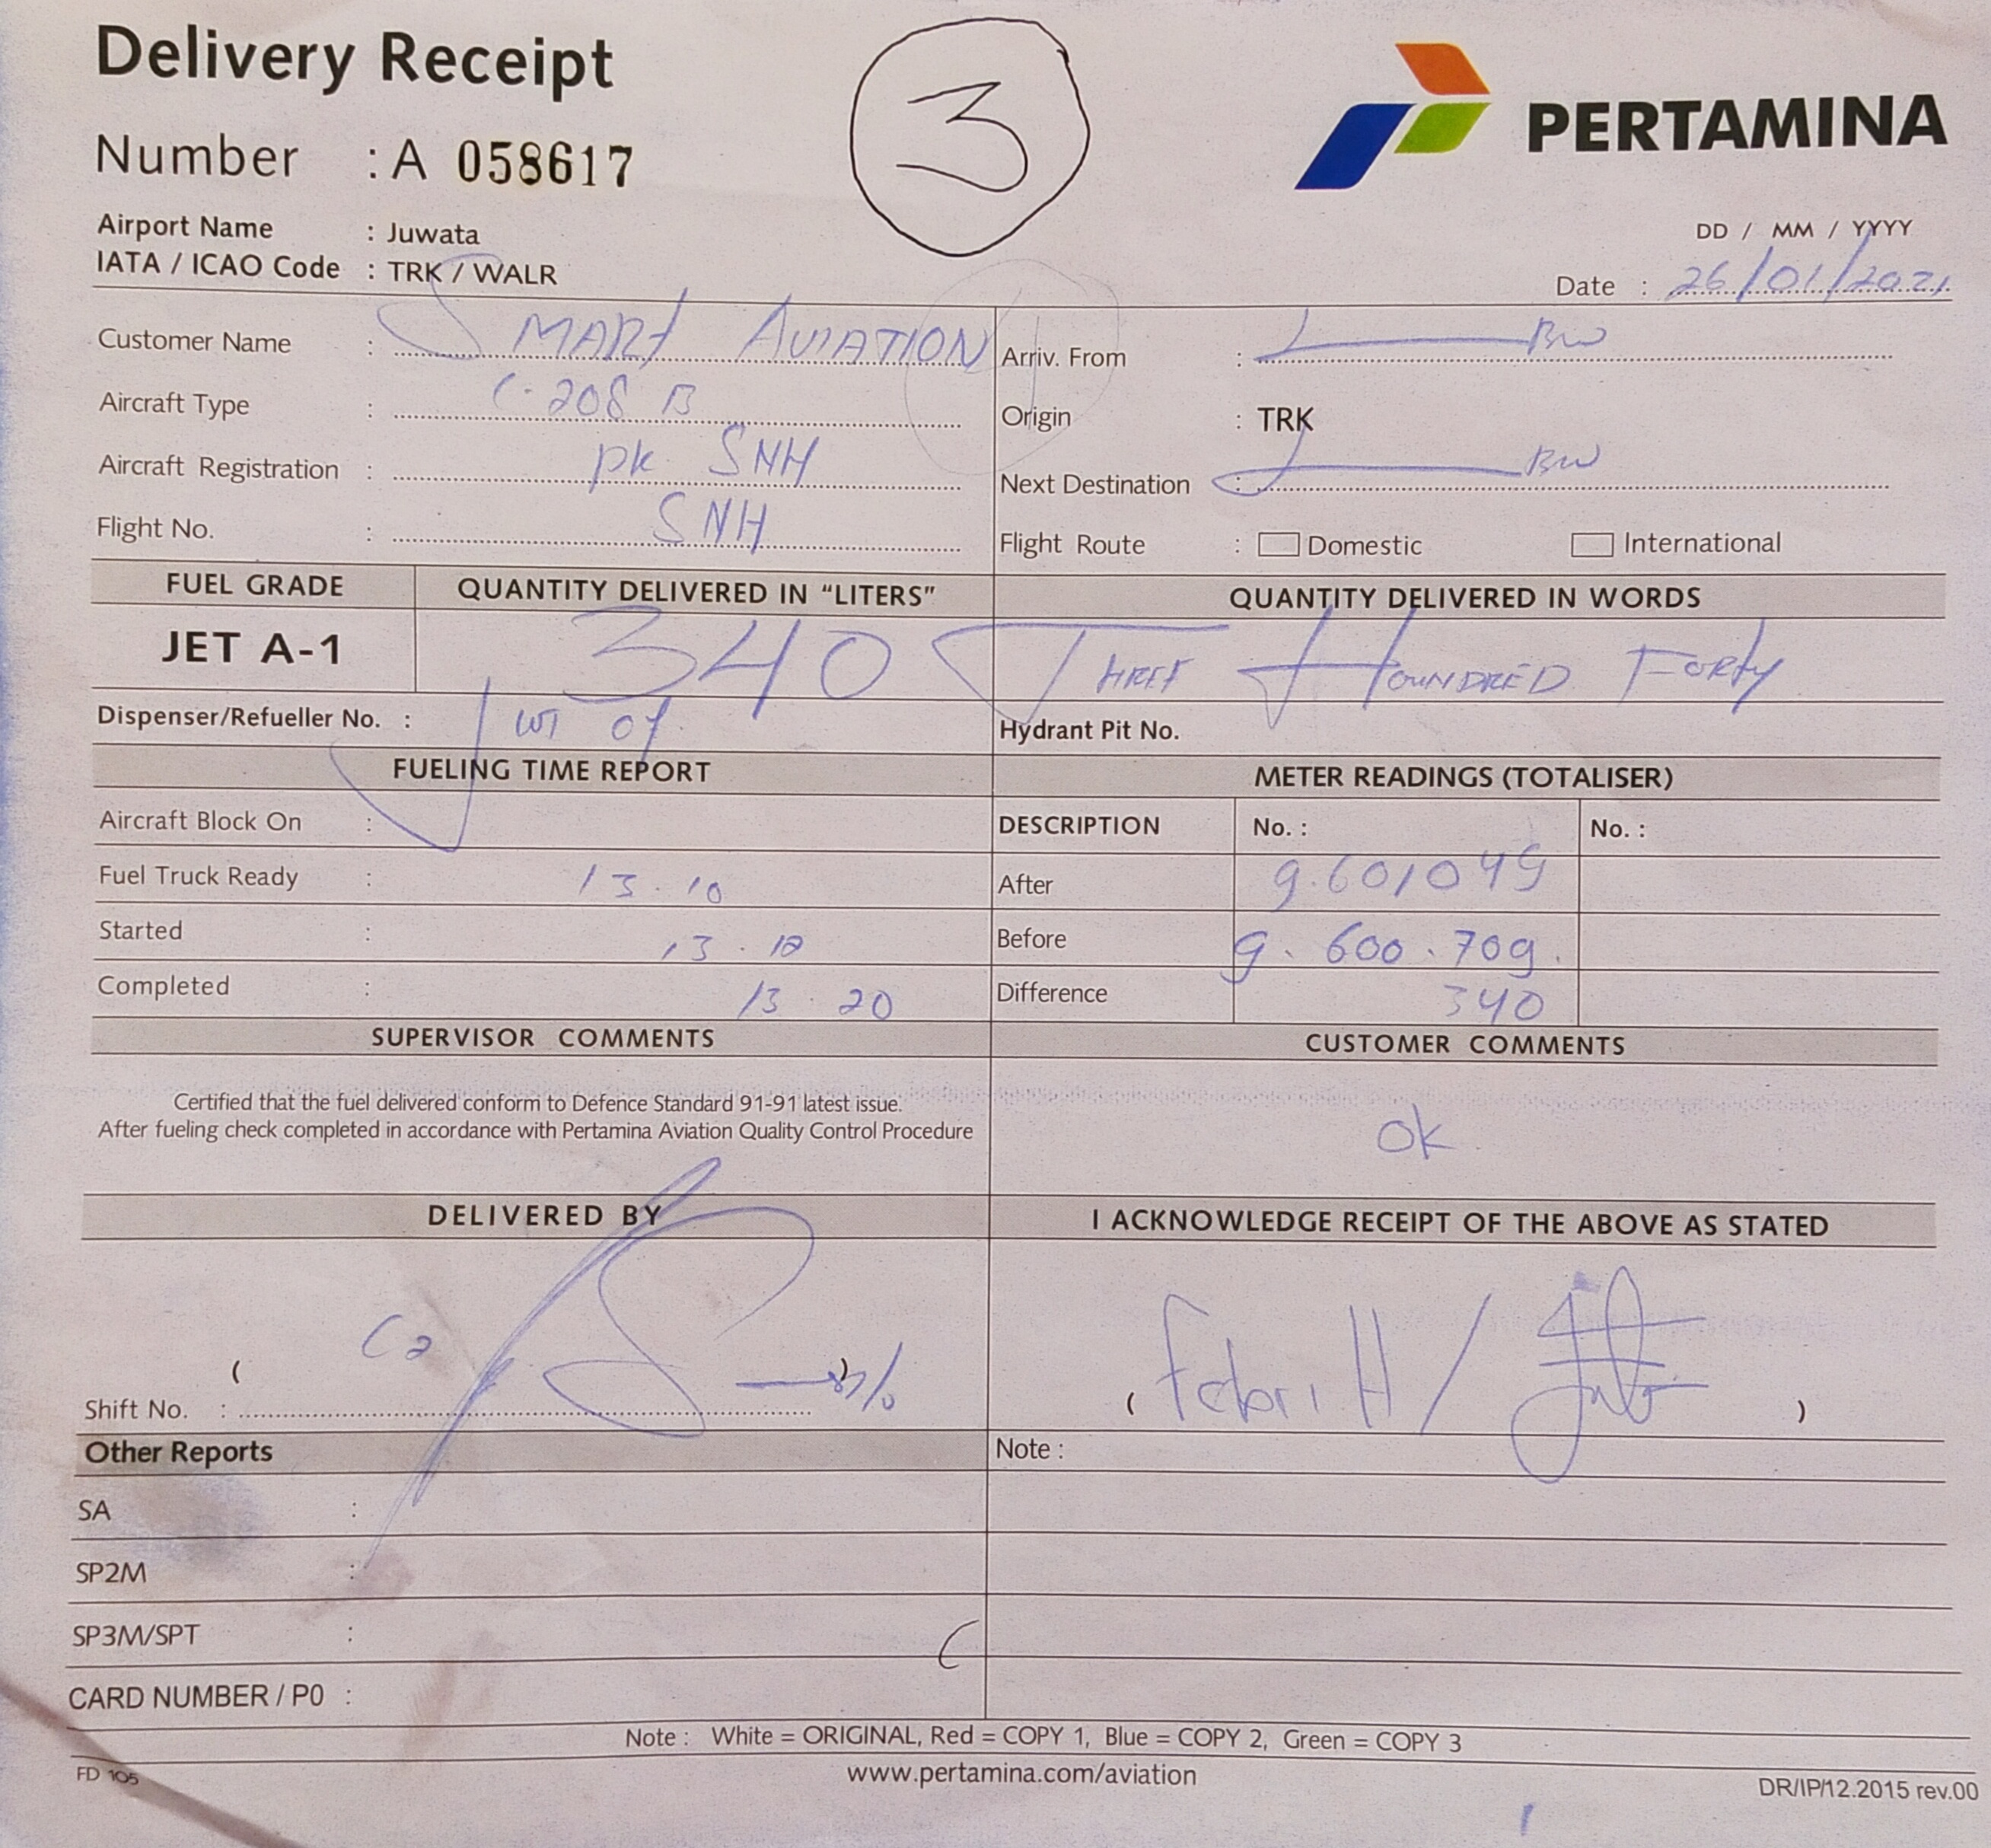 Delivery Receipt
3
PERTAMINA
Number : A 058617
Airport Name : Juwata
IATA / ICAO Code : TRK / WALR
DD / MM / YYYY
Date : 26/01/2021
Customer Name : SMART AVIATION
Arriv. From : LBW
Aircraft Type : C-208 B
Origin : TRK
Aircraft Registration : PK SNH
Next Destination : LBW
Flight No. : SNH
Flight Route : Domestic International
FUEL GRADE QUANTITY DELIVERED IN “LITERS” QUANTITY DELIVERED IN WORDS
JET A-1 340 THREE HOUNDRED FORTY
Dispenser/Refueller No. : JWT 07
Hydrant Pit No.
FUELING TIME REPORT METER READINGS (TOTALISER)
Aircraft Block On :
DESCRIPTION No. : No. :
Fuel Truck Ready : 13.10
After 9.601049
Started : 13.12
Before 9.600.709.
Completed : 13.20
Difference 340
SUPERVISOR COMMENTS CUSTOMER COMMENTS
Certified that the fuel delivered conform to Defence Standard 91-91 latest issue.
After fueling check completed in accordance with Pertamina Aviation Quality Control Procedure
OK
DELIVERED BY I ACKNOWLEDGE RECEIPT OF THE ABOVE AS STATED
( )
Shift No. :
( Febri H / )
Other Reports Note :
SA :
SP2M :
SP3M/SPT :
CARD NUMBER / P0 :
Note : White = ORIGINAL, Red = COPY 1, Blue = COPY 2, Green = COPY 3
FD 105
www.pertamina.com/aviation
DR/IP/12.2015 rev.00